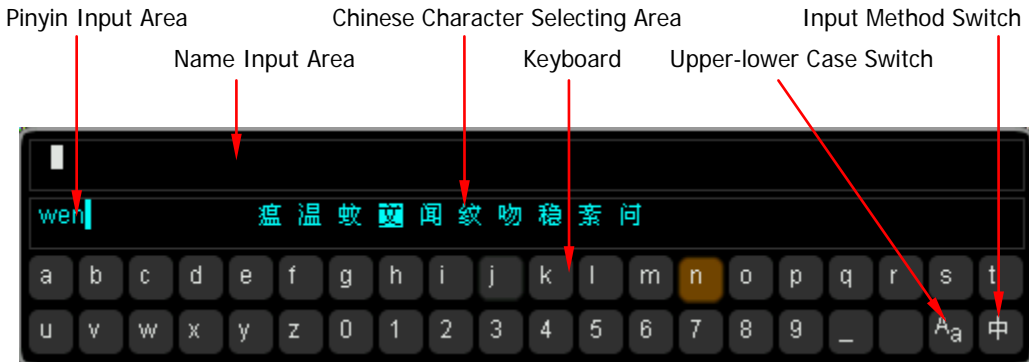 Pinyin Input Area Chinese Character Selecting Area Input Method Switch
Name Input Area Keyboard Upper-lower Case Switch
wen 瘟 温 蚊 文 闻 纹 吻 稳 紊 问
a b c d e f g h i j k l m n o p q r s t
u v w x y z 0 1 2 3 4 5 6 7 8 9 _ Aa 中